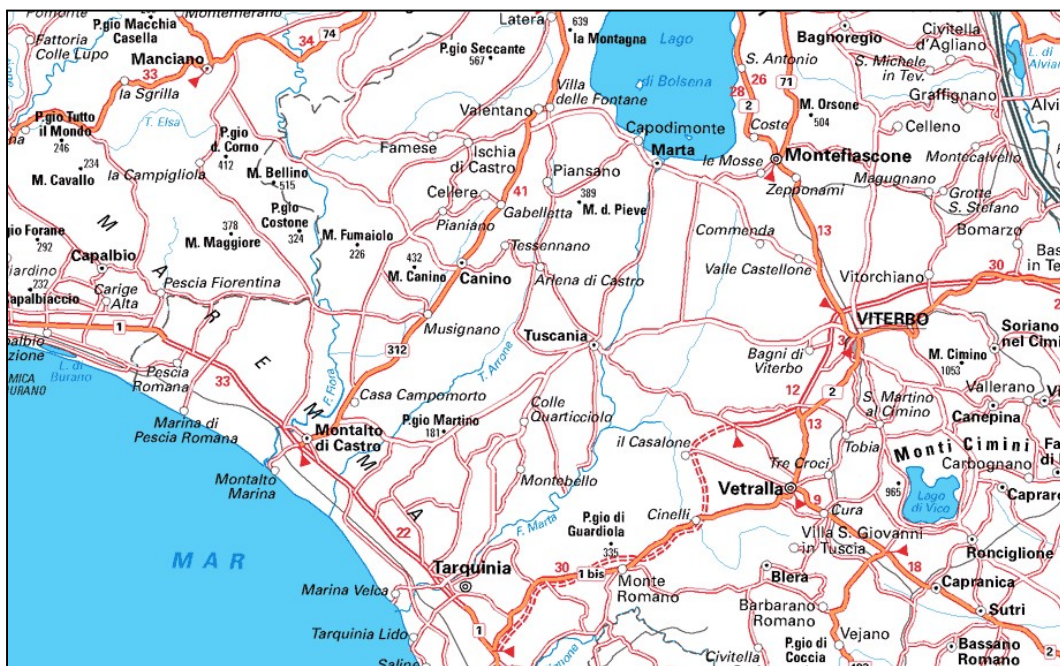 P.gio Macchia
Casella
Montemerano
34
74
Latera
639
la Montagna
P.gio Seccante
567
Lago
di Bolsena
Bagnoregio
Civitella
d'Agliano
S. Michele
in Tev.
L. di
Fattoria
Colle Lupo
Manciano
33
la Sgrilla
S. Antonio
26
28
2
71
Graffignano
M. Orsone
504
Villa
delle Fontane
Valentano
P.gio Tutto
il Mondo
246
T. Elsa
P.gio
d. Corno
412
Capodimonte
Marta
Costa
Celleno
Farnese
Ischia
di Castro
le Mosse
Montefiascone
Montecalvello
234
M. Cavallo
la Campigliola
M. Bellino
515
Piansano
Zepponami
Magugnano
Grotte
S. Stefano
Cellere
41
389
M. d. Pieve
P.gio
Costone
324
Pianiano
Gabelletta
378
M. Maggiore
M. Fumaiolo
226
Tessennano
Commenda
13
Bomarzo
292
Capalbio
432
M. Canino
Canino
Valle Castellone
Vitorchiano
30
232
Carige
Alta
Pescia Fiorentina
Arlena di Castro
MAREMMA
1
Musignano
312
Tuscania
VITERBO
3
Soriano
nel Cimi
L. di
Burano
Pescia
Romana
33
F. Fiora
T. Arrone
Bagni di
Viterbo
M. Cimino
1053
12
2
Vallerano
Marina di
Pescia Romana
Casa Campomorto
P.gio Martino
181
Colle
Quarticciolo
S. Martino
al Cimino
Canepina
13
Montalto
di Castro
il Casalone
Tobia
Monti Cimini
Carbognano
Montalto
Marina
Montebello
Tre Croci
965
Lago
di Vico
Vetralla
9
Cura
22
F. Marta
Cinelli
P.gio di
Guardiola
335
Villa S. Giovanni
in Tuscia
Ronciglione
MAR
Tarquinia
30
1 bis
Monte
Romano
Blera
18
Capranica
Marina Velca
Barbarano
Romano
Sutri
Tarquinia Lido
1
P.gio di
Coccia
Vejano
Bassano
Romano
2
Saline
Civitella